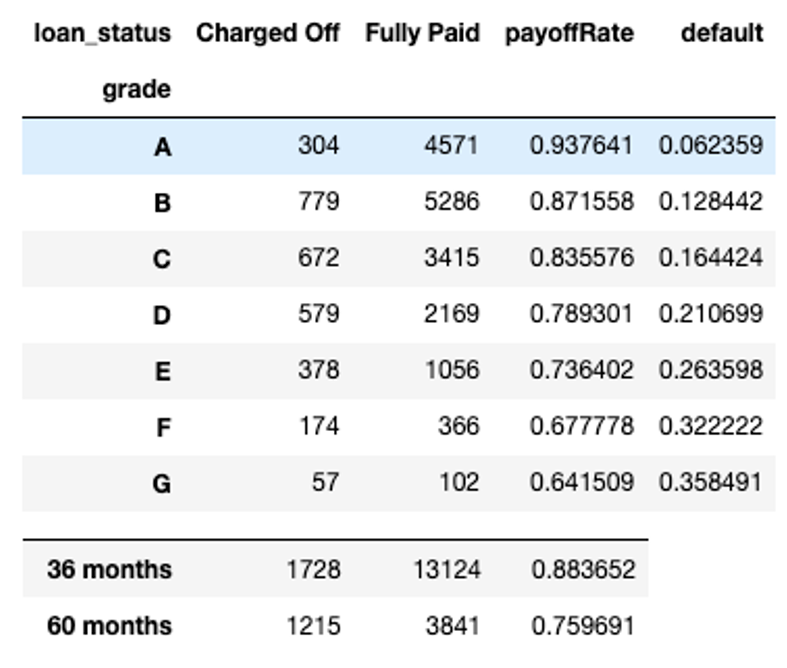 loan_status Charged Off Fully Paid payoffRate default
grade
A 304 4571 0.937641 0.062359
B 779 5286 0.871558 0.128442
C 672 3415 0.835576 0.164424
D 579 2169 0.789301 0.210699
E 378 1056 0.736402 0.263598
F 174 366 0.677778 0.322222
G 57 102 0.641509 0.358491
36 months 1728 13124 0.883652
60 months 1215 3841 0.759691